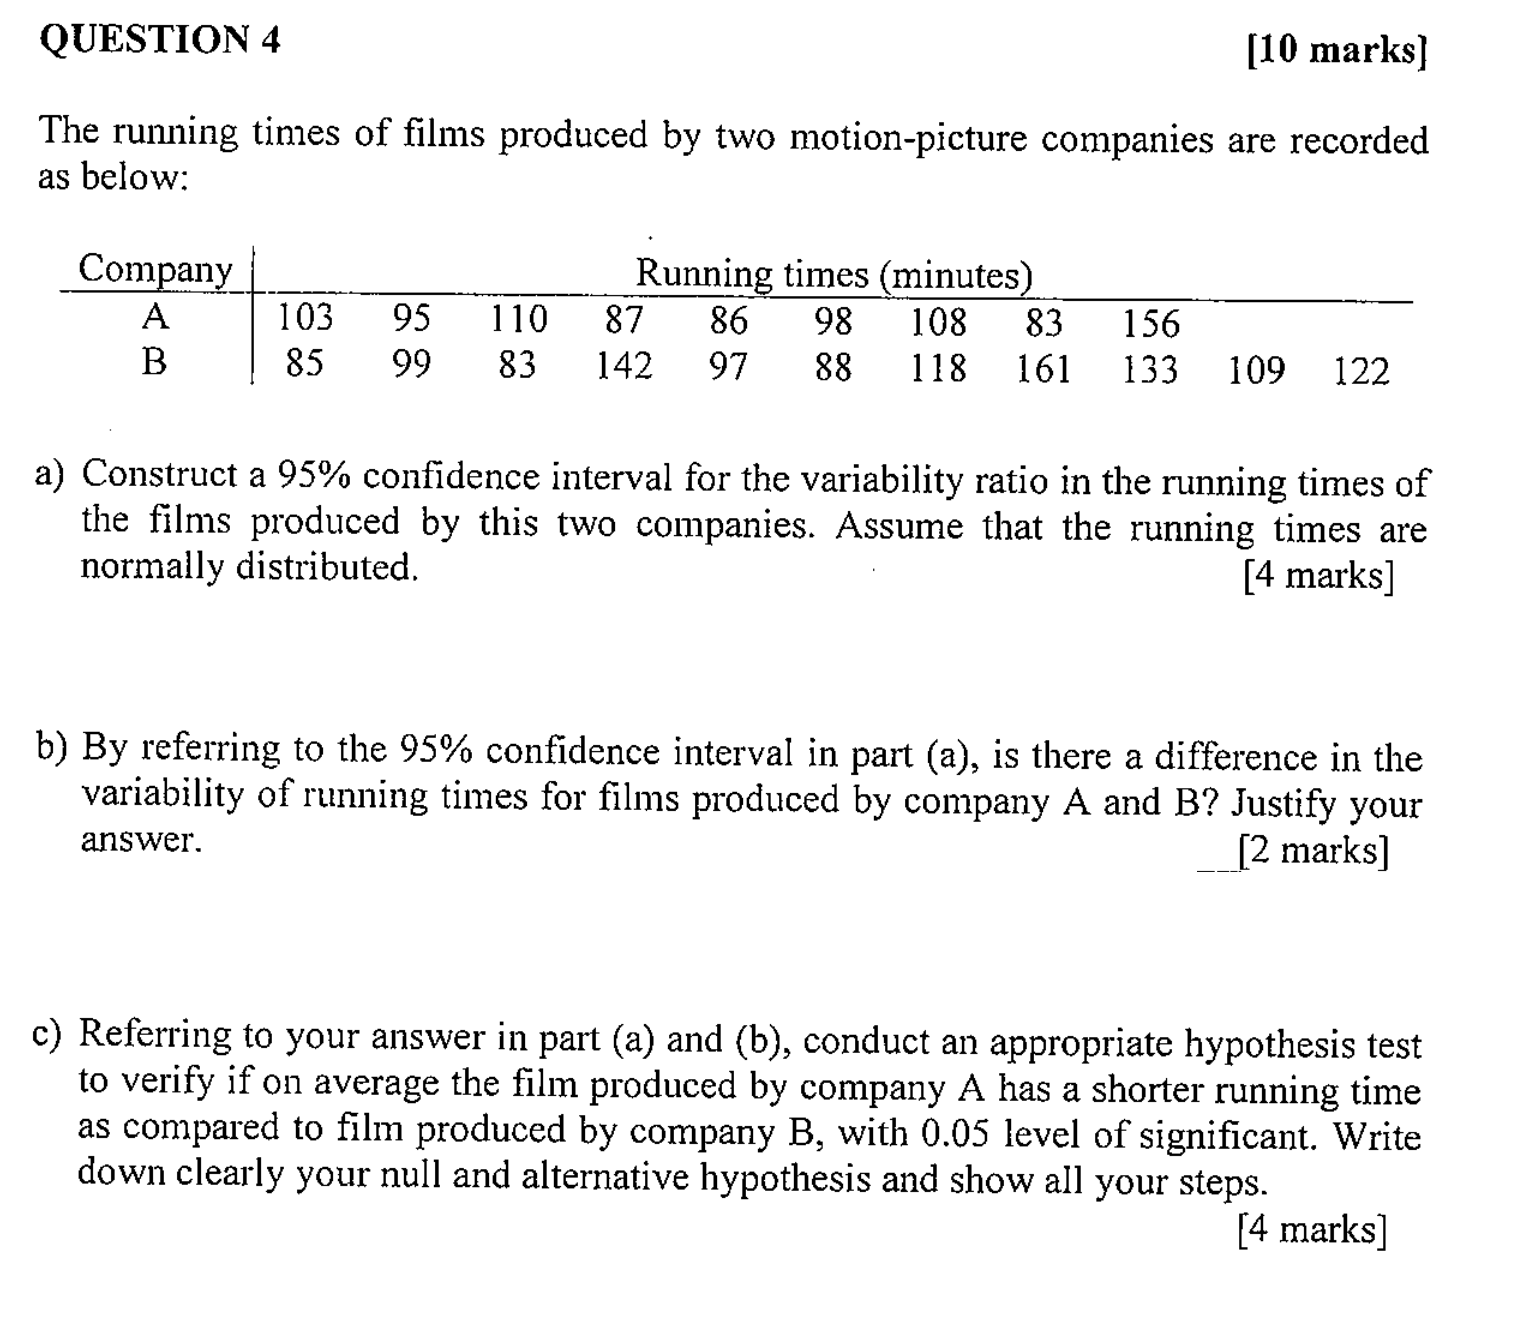 QUESTION 4 [10 marks]
The running times of films produced by two motion-picture companies are recorded
as below:
Company Running times (minutes)
A 103 95 110 87 86 98 108 83 156
B 85 99 83 142 97 88 118 161 133 109 122
a) Construct a 95% confidence interval for the variability ratio in the running times of
the films produced by this two companies. Assume that the running times are
normally distributed. [4 marks]
b) By referring to the 95% confidence interval in part (a), is there a difference in the
variability of running times for films produced by company A and B? Justify your
answer. [2 marks]
c) Referring to your answer in part (a) and (b), conduct an appropriate hypothesis test
to verify if on average the film produced by company A has a shorter running time
as compared to film produced by company B, with 0.05 level of significant. Write
down clearly your null and alternative hypothesis and show all your steps.
[4 marks]